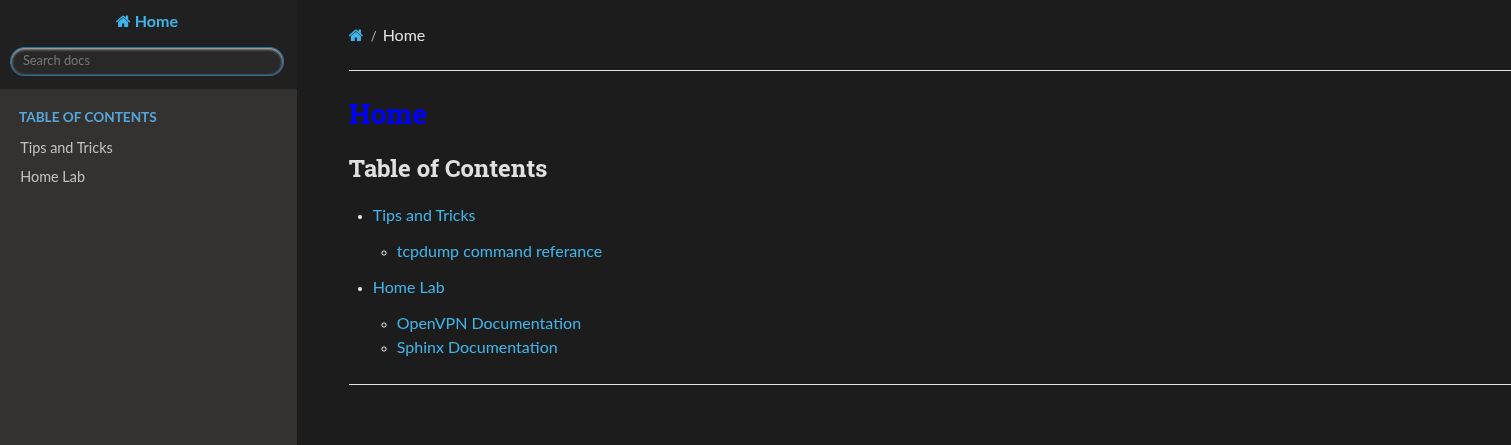 Home
Search docs
TABLE OF CONTENTS
Tips and Tricks
Home Lab
/ Home
Home
Table of Contents
Tips and Tricks
tcpdump command referance
Home Lab
OpenVPN Documentation
Sphinx Documentation